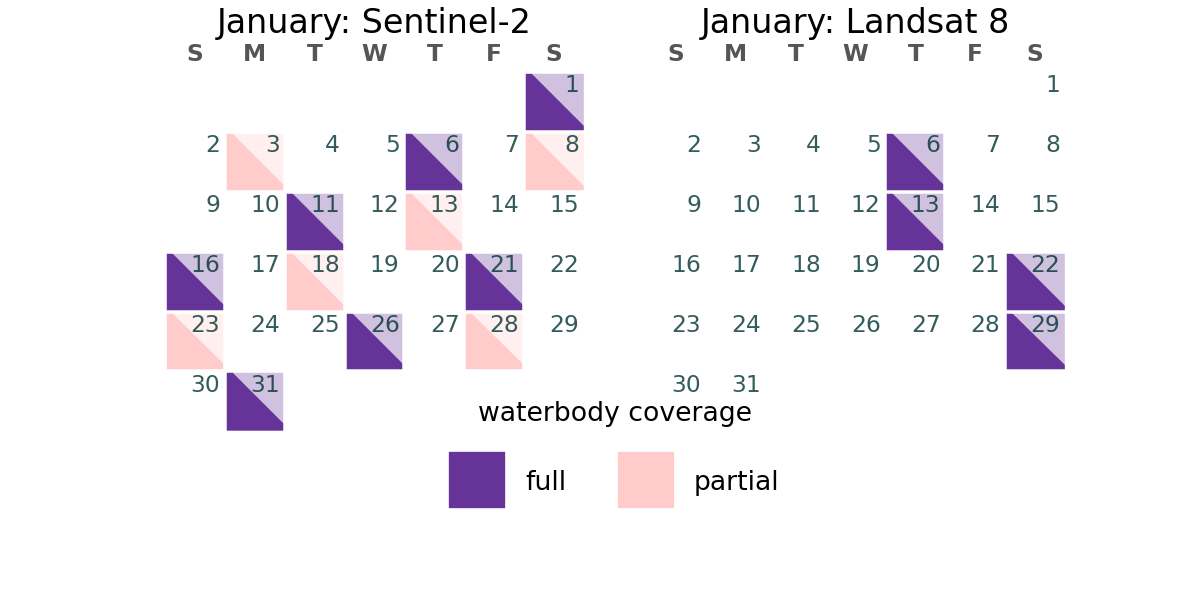 January: Sentinel-2
S M T W T F S
1
2 3 4 5 6 7 8
9 10 11 12 13 14 15
16 17 18 19 20 21 22
23 24 25 26 27 28 29
30 31
January: Landsat 8
S M T W T F S
1
2 3 4 5 6 7 8
9 10 11 12 13 14 15
16 17 18 19 20 21 22
23 24 25 26 27 28 29
30 31
waterbody coverage
full partial